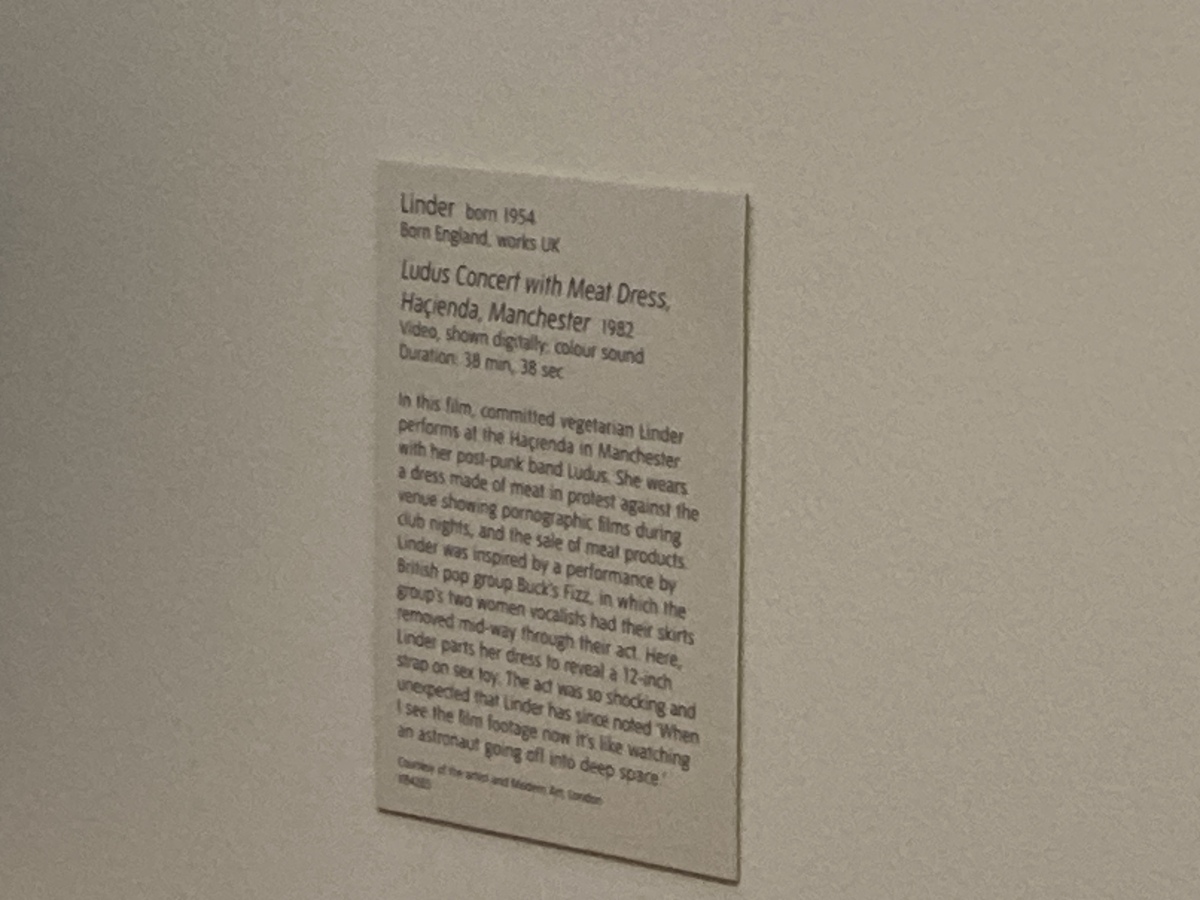 Linder born 1954
Born England, works UK
Ludus Concert with Meat Dress,
Haçienda, Manchester 1982
Video, shown digitally; colour sound
Duration: 38 min, 38 sec
In this film, committed vegetarian Linder
performs at the Haçienda in Manchester
with her post-punk band Ludus. She wears
a dress made of meat in protest against the
venue showing pornographic films during
club nights, and the sale of meat products.
Linder was inspired by a performance by
British pop group Buck's Fizz, in which the
group's two women vocalists had their skirts
removed mid-way through their act. Here,
Linder parts her dress to reveal a 12-inch
strap on sex toy. The act was so shocking and
unexpected that Linder has since noted 'When
I see the film footage now it's like watching
an astronaut going off into deep space.'
Courtesy of the artist and Modern Art, London